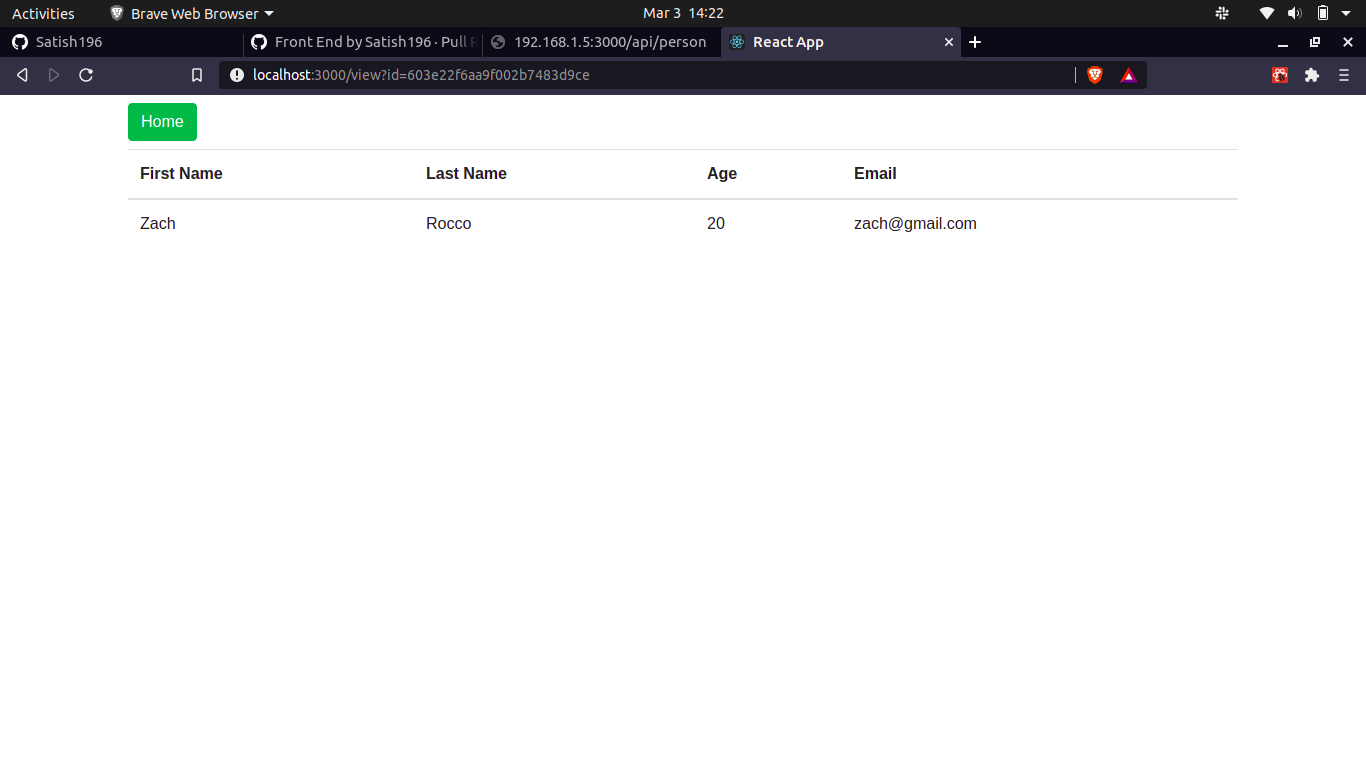 Activities Brave Web Browser Mar 3 14:22
Satish196 Front End by Satish196 · Pull R 192.168.1.5:3000/api/person React App
localhost:3000/view?id=603e22f6aa9f002b7483d9ce
Home
First Name Last Name Age Email
Zach Rocco 20 zach@gmail.com